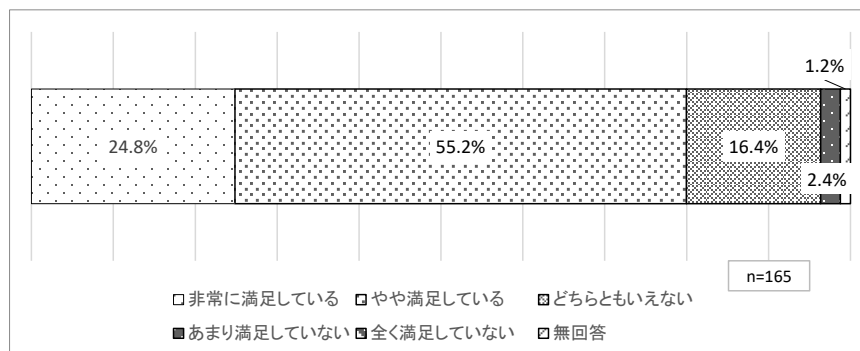 1.2%
24.8%
55.2%
16.4%
2.4%
n=165
非常に満足している
やや満足している
どちらともいえない
あまり満足していない
全く満足していない
無回答